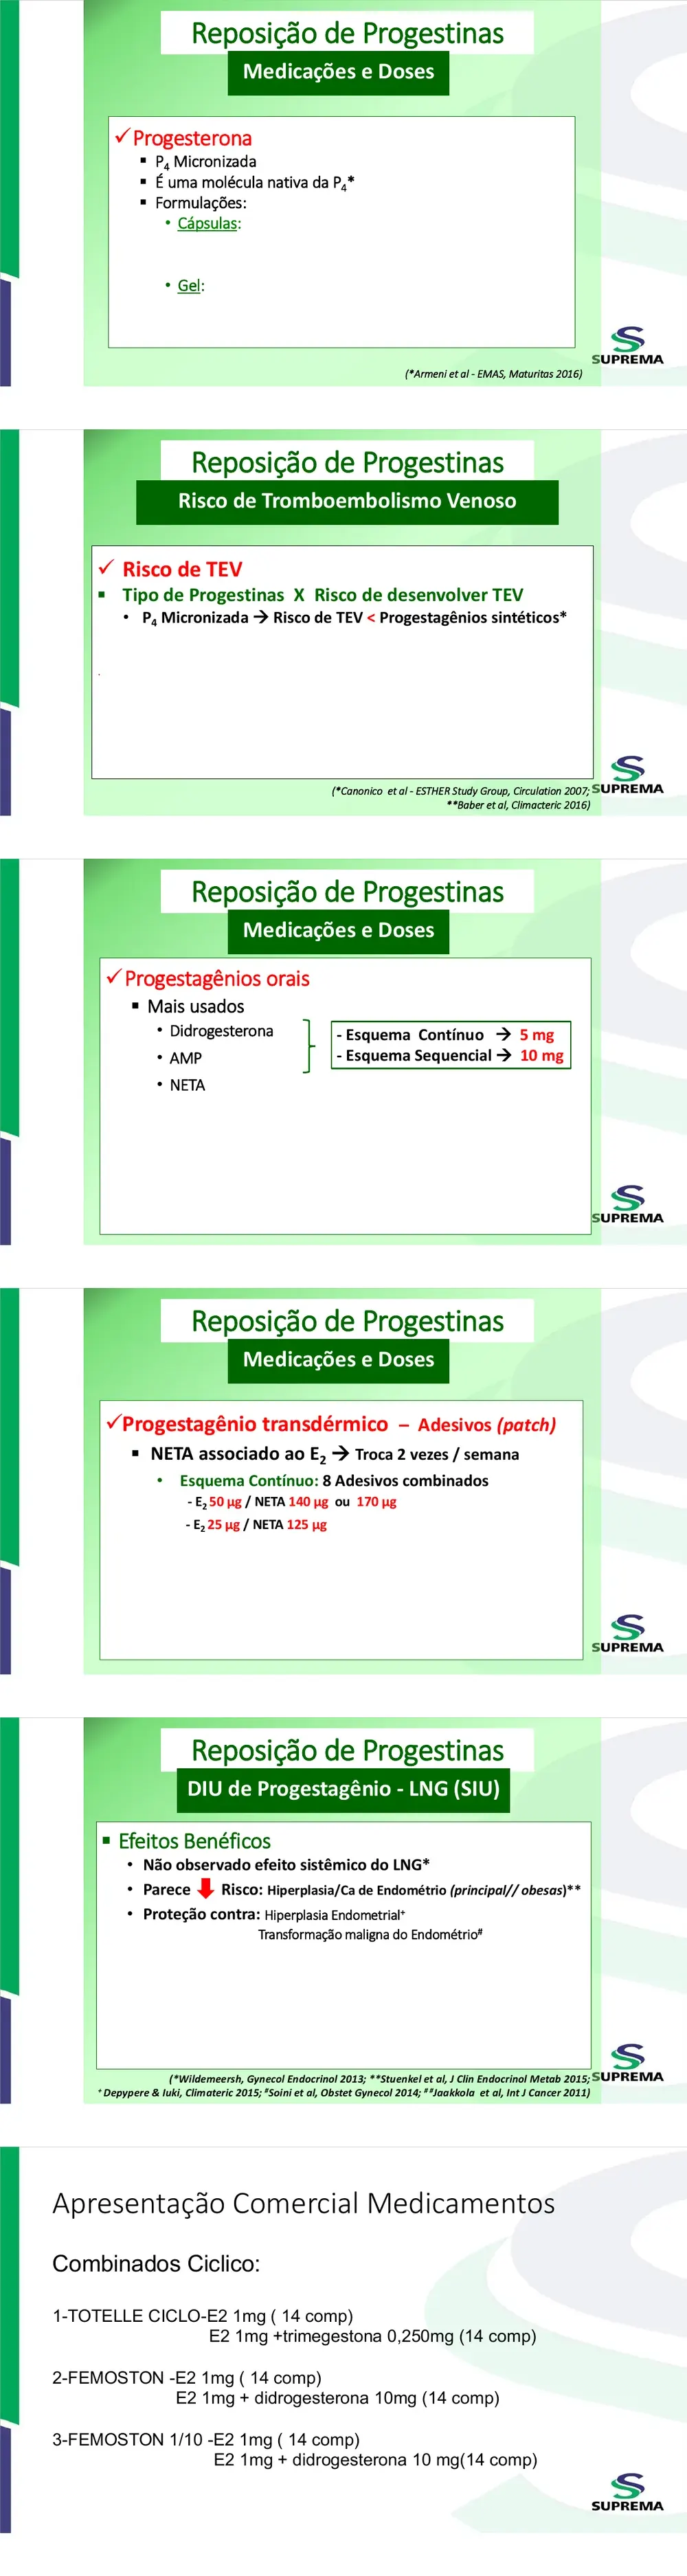 Reposição de Progestinas
Medicações e Doses
✓Progesterona
▪ P4 Micronizada
▪ É uma molécula nativa da P4*
▪ Formulações:
• Cápsulas:
• Gel:
SUPREMA
(*Armeni et al - EMAS, Maturitas 2016)
Reposição de Progestinas
Risco de Tromboembolismo Venoso
✓ Risco de TEV
▪ Tipo de Progestinas X Risco de desenvolver TEV
• P4 Micronizada → Risco de TEV < Progestagênios sintéticos*
.
(*Canonico et al - ESTHER Study Group, Circulation 2007;
**Baber et al, Climacteric 2016)
SUPREMA
Reposição de Progestinas
Medicações e Doses
✓Progestagênios orais
▪ Mais usados
• Didrogesterona
• AMP
• NETA
- Esquema Contínuo → 5 mg
- Esquema Sequencial → 10 mg
SUPREMA
Reposição de Progestinas
Medicações e Doses
✓Progestagênio transdérmico – Adesivos (patch)
▪ NETA associado ao E2 → Troca 2 vezes / semana
• Esquema Contínuo: 8 Adesivos combinados
- E2 50 µg / NETA 140 µg ou 170 µg
- E2 25 µg / NETA 125 µg
SUPREMA
Reposição de Progestinas
DIU de Progestagênio - LNG (SIU)
▪ Efeitos Benéficos
• Não observado efeito sistêmico do LNG*
• Parece Risco: Hiperplasia/Ca de Endométrio (principal// obesas)**
• Proteção contra: Hiperplasia Endometrial+
Transformação maligna do Endométrio#
(*Wildemeersh, Gynecol Endocrinol 2013; **Stuenkel et al, J Clin Endocrinol Metab 2015;
+ Depypere & Iuki, Climateric 2015; #Soini et al, Obstet Gynecol 2014; ##Jaakkola et al, Int J Cancer 2011)
SUPREMA
Apresentação Comercial Medicamentos
Combinados Ciclico:
1-TOTELLE CICLO-E2 1mg ( 14 comp)
E2 1mg +trimegestona 0,250mg (14 comp)
2-FEMOSTON -E2 1mg ( 14 comp)
E2 1mg + didrogesterona 10mg (14 comp)
3-FEMOSTON 1/10 -E2 1mg ( 14 comp)
E2 1mg + didrogesterona 10 mg(14 comp)
SUPREMA